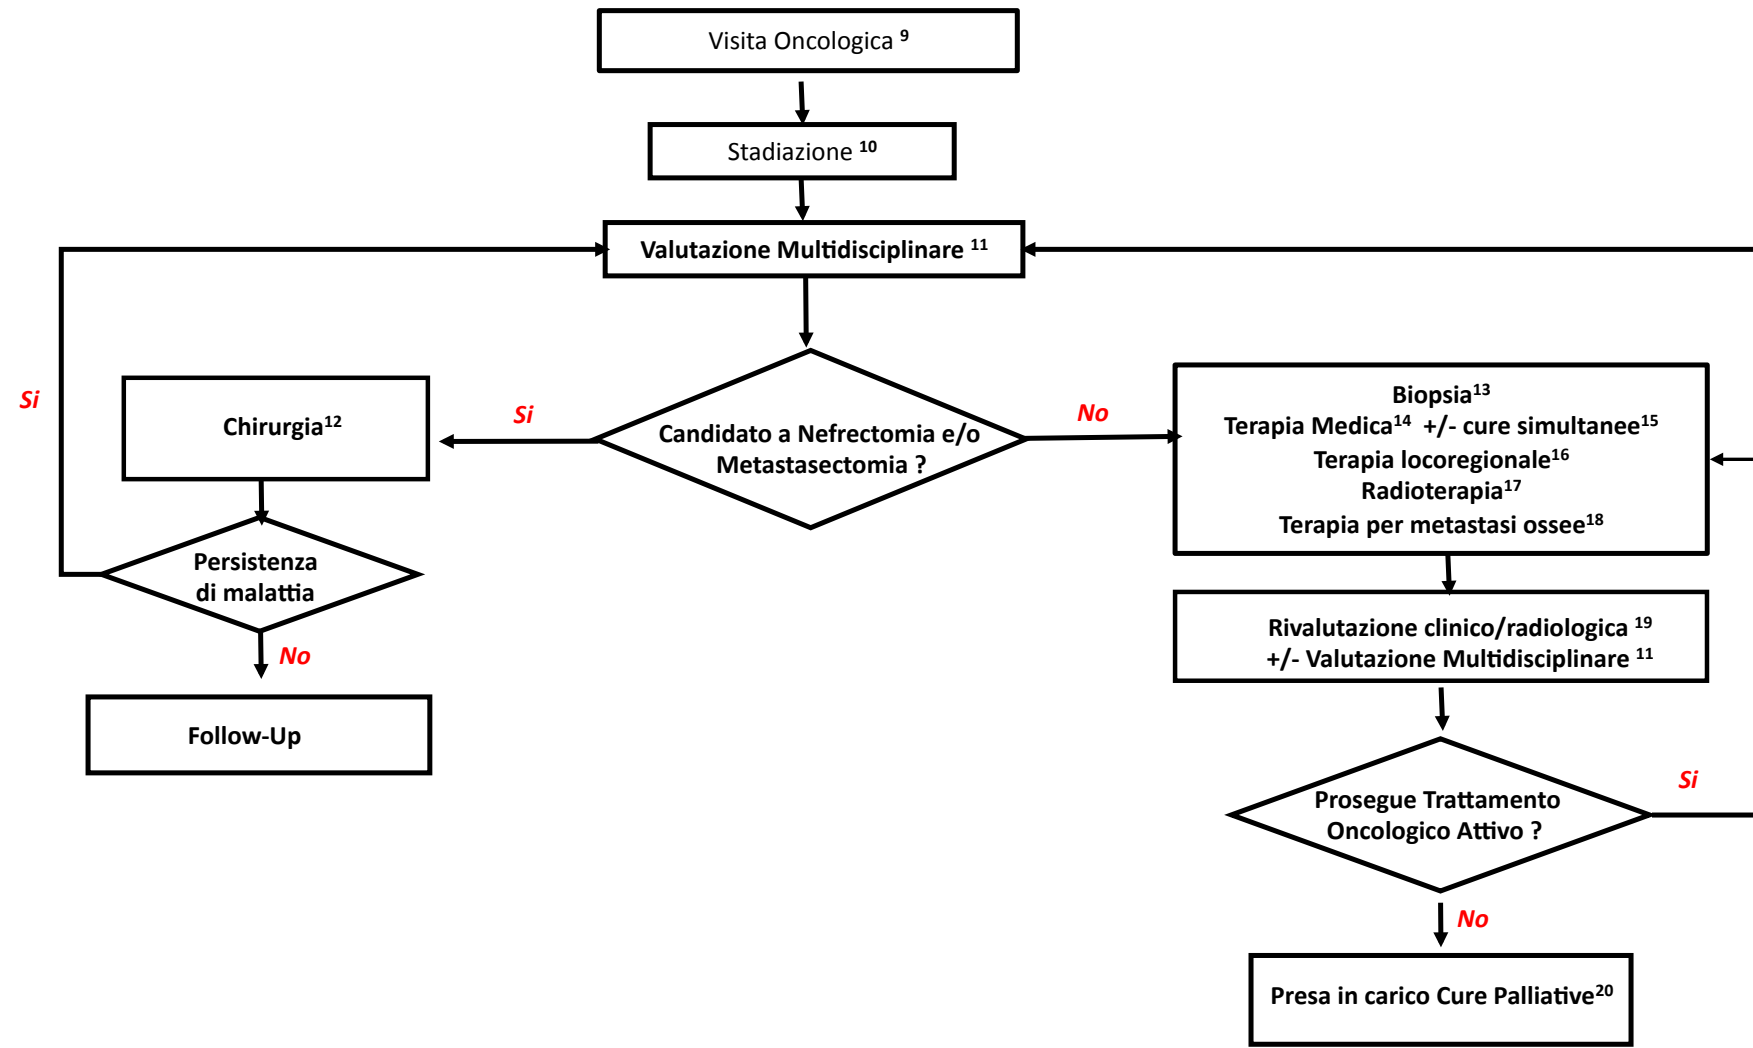 Visita Oncologica ⁹
Stadiazione ¹⁰
Valutazione Multidisciplinare ¹¹
Si
Chirurgia¹²
Si
Candidato a Nefrectomia e/o
Metastasectomia ?
No
Biopsia¹³
Terapia Medica¹⁴ +/- cure simultanee¹⁵
Terapia locoregionale¹⁶
Radioterapia¹⁷
Terapia per metastasi ossee¹⁸
Persistenza
di malattia
No
Follow-Up
Rivalutazione clinico/radiologica ¹⁹
+/- Valutazione Multidisciplinare ¹¹
Prosegue Trattamento
Oncologico Attivo ?
Si
No
Presa in carico Cure Palliative²⁰